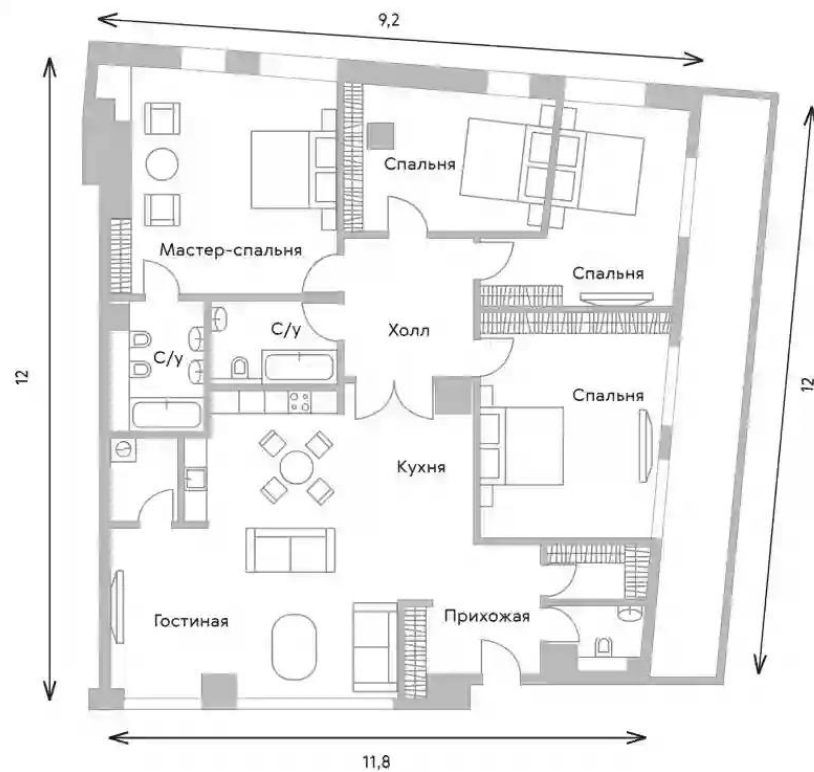 9,2
Спальня
Мастер-спальня
Спальня
С/у
Холл
С/у
12
12
Спальня
Кухня
Гостиная
Прихожая
11,8